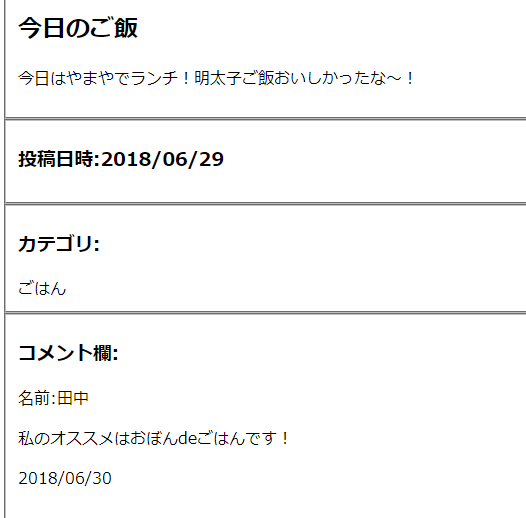 今日のご飯
今日はやまやでランチ！明太子ご飯おいしかったな～！
投稿日時:2018/06/29
カテゴリ:
ごはん
コメント欄:
名前:田中
私のオススメはおぼんdeごはんです！
2018/06/30